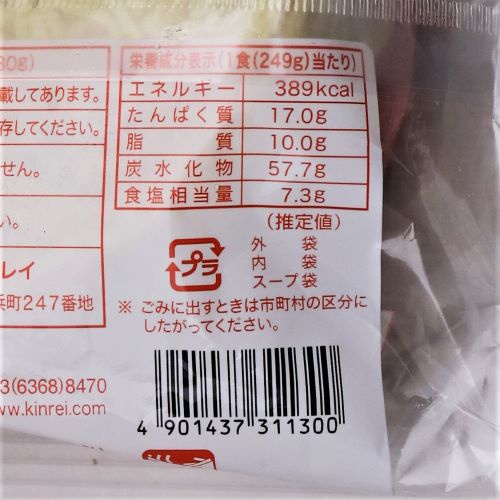 30g)
載してあります。
存してください。
せん。
い。
レイ
浜町247番地
3(6368)8470
www.kinrei.com
栄養成分表示(1食(249g)当たり)
エネルギー 389kcal
たんぱく質 17.0g
脂質 10.0g
炭水化物 57.7g
食塩相当量 7.3g
(推定値)
プラ
外袋
内袋
スープ袋
※ ごみに出すときは市町村の区分に
したがってください。
4 901437 311300